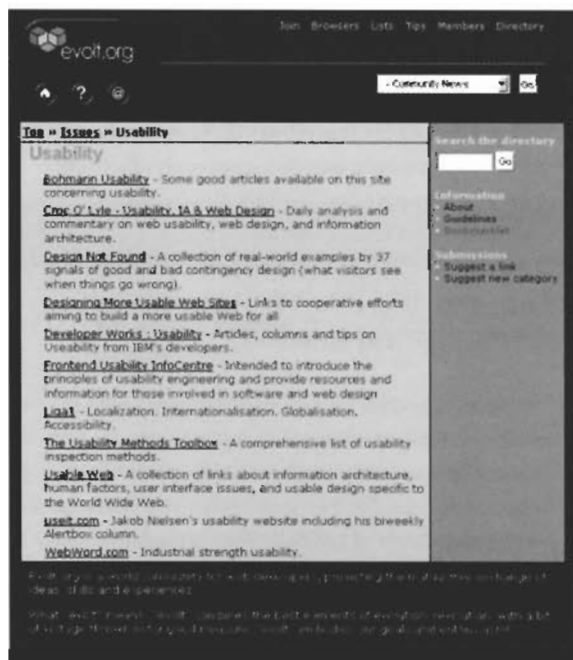 evolt.org
Join Browsers Lists Tips Members Directory
- Community News
Go
Top » Issues » Usability
Usability
Bohmann Usability - Some good articles available on this site
concerning usability.
Croc O' Lyle - Usability, IA & Web Design - Daily analysis and
commentary on web usability, web design, and information
architecture.
Design Not Found - A collection of real-world examples by 37
signals of good and bad contingency design (what visitors see
when things go wrong).
Designing More Usable Web Sites - Links to cooperative efforts
aiming to build a more usable Web for all
Developer Works : Usability - Articles, columns and tips on
Useability from IBM's developers.
Frontend Usability InfoCentre - Intended to introduce the
principles of usability engineering and provide resources and
information for those involved in software and web design
Liga1 - Localization. Internationalisation. Globalisation.
Accessibility.
The Usability Methods Toolbox - A comprehensive list of usability
inspection methods.
Usable Web - A collection of links about information architecture,
human factors, user interface issues, and usable design specific to
the World Wide Web.
useit.com - Jakob Nielsen's usability website including his biweekly
Alertbox column.
WebWord.com - Industrial strength usability.
Search the directory
Go
Information
About
Guidelines
Bookmarklet
Submissions
Suggest a link
Suggest new category
ideas, skills and experiences